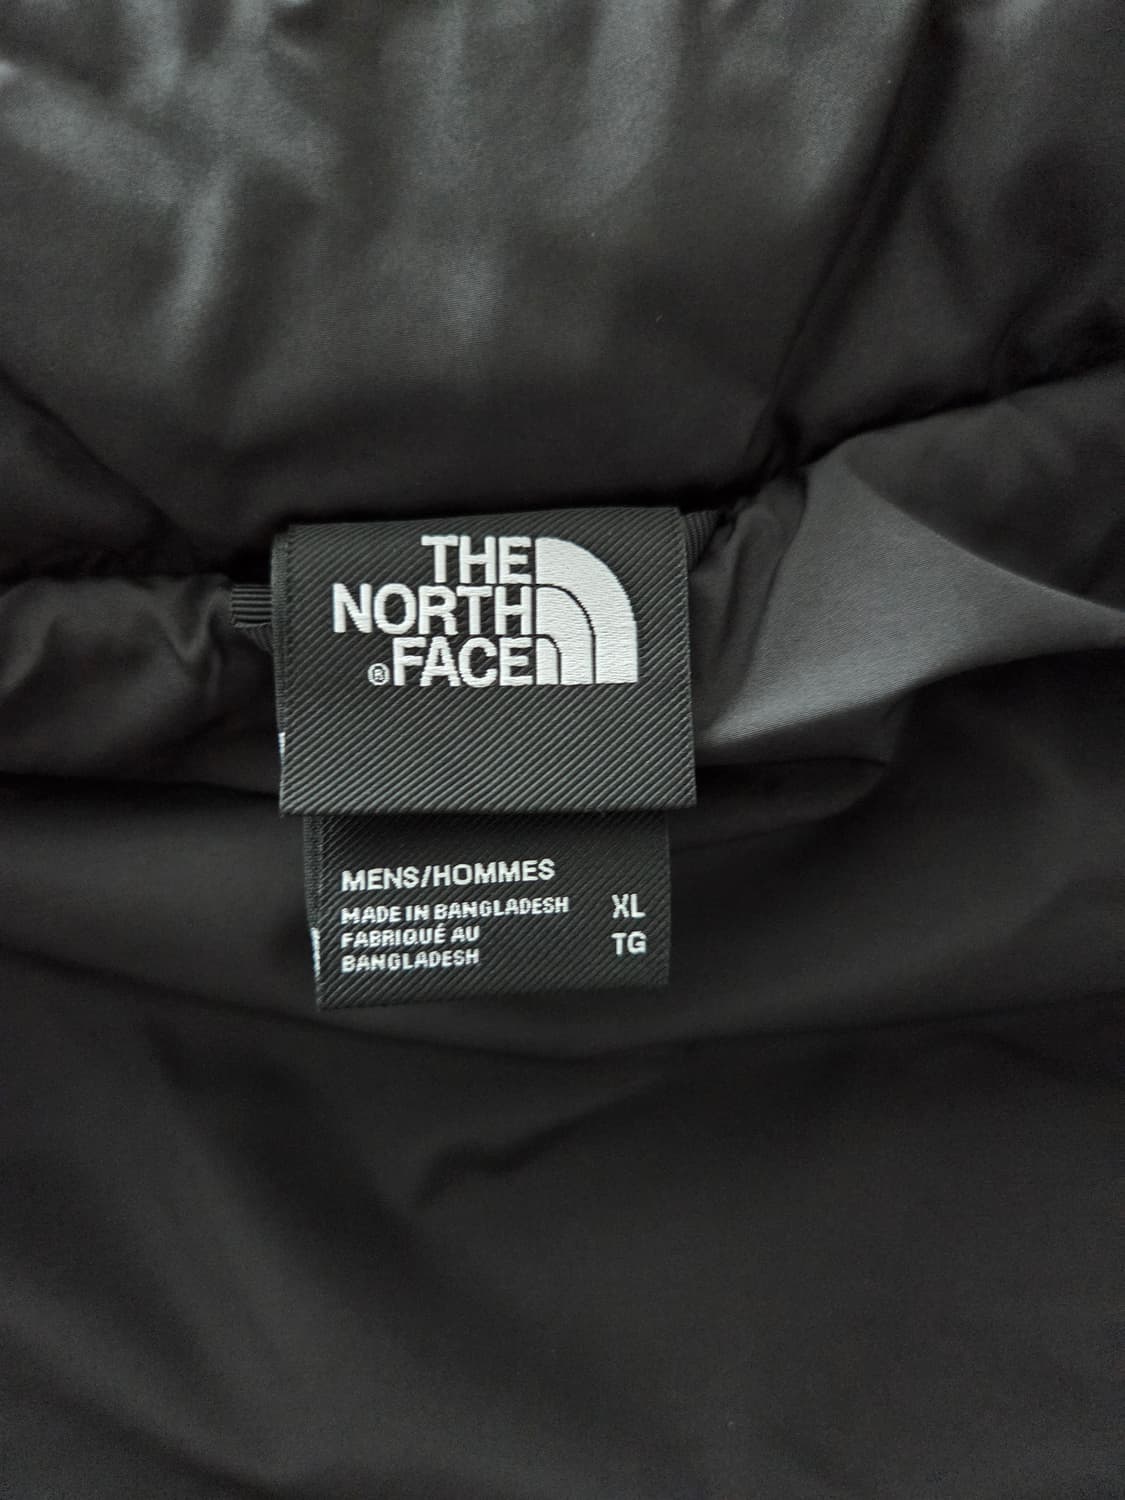 THE
NORTH
® FACE
MENS/HOMMES
MADE IN BANGLADESH XL
FABRIQUÉ AU TG
BANGLADESH